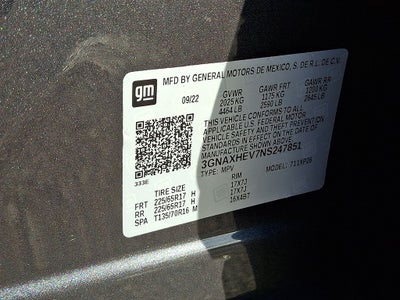 gm
MFD BY GENERAL MOTORS DE MEXICO, S. DE R.L. DE C.V.
09/22 GVWR GAWR FRT GAWR RR
2025 KG 1175 KG 1200 KG
4464 LB 2590 LB 2645 LB
THIS VEHICLE CONFORMS TO ALL
APPLICABLE U.S. FEDERAL MOTOR
VEHICLE SAFETY AND THEFT
PREVENTION STANDARDS
IN EFFECT ON THE DATE OF
MANUFACTURE SHOWN ABOVE.
3GNAXHEV7NS247851
TYPE: MPV MODEL:
333E
TIRE SIZE RIM
FRT 225/65R17 H 17X7J
RR 225/65R17 H 17X7J
SPA T135/70R16 M 16X4BT